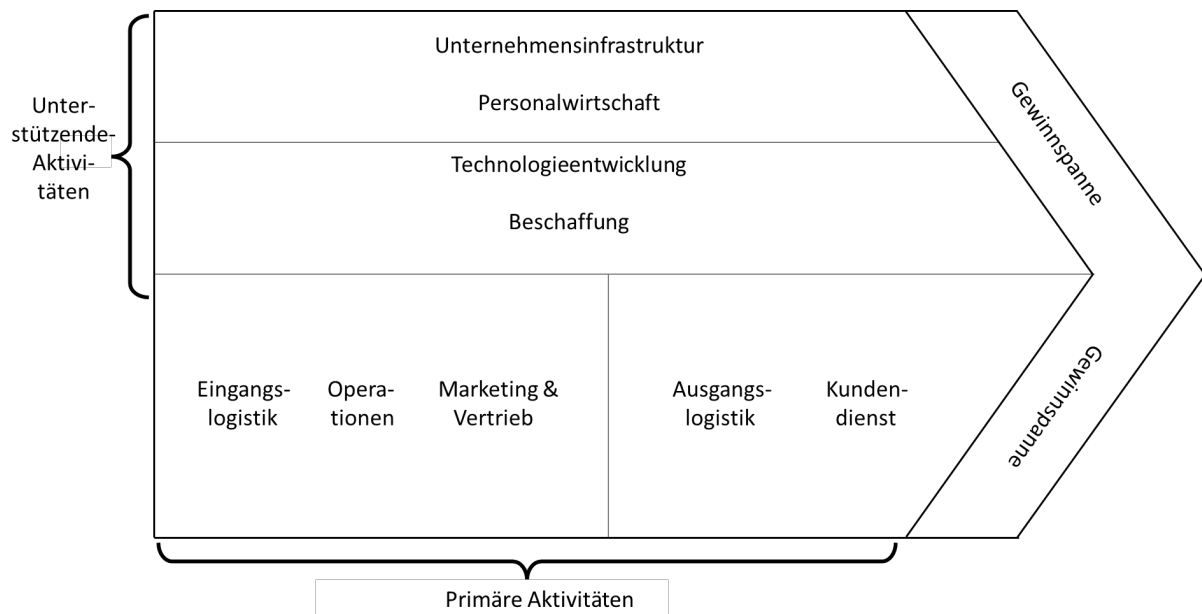 Unternehmensinfrastruktur
Personalwirtschaft
Unter-
stützende-
Aktivi-
täten
Technologieentwicklung
Beschaffung
Gewinnspanne
Eingangs-
logistik
Opera-
tionen
Marketing &
Vertrieb
Ausgangs-
logistik
Kunden-
dienst
Gewinnspanne
Primäre Aktivitäten